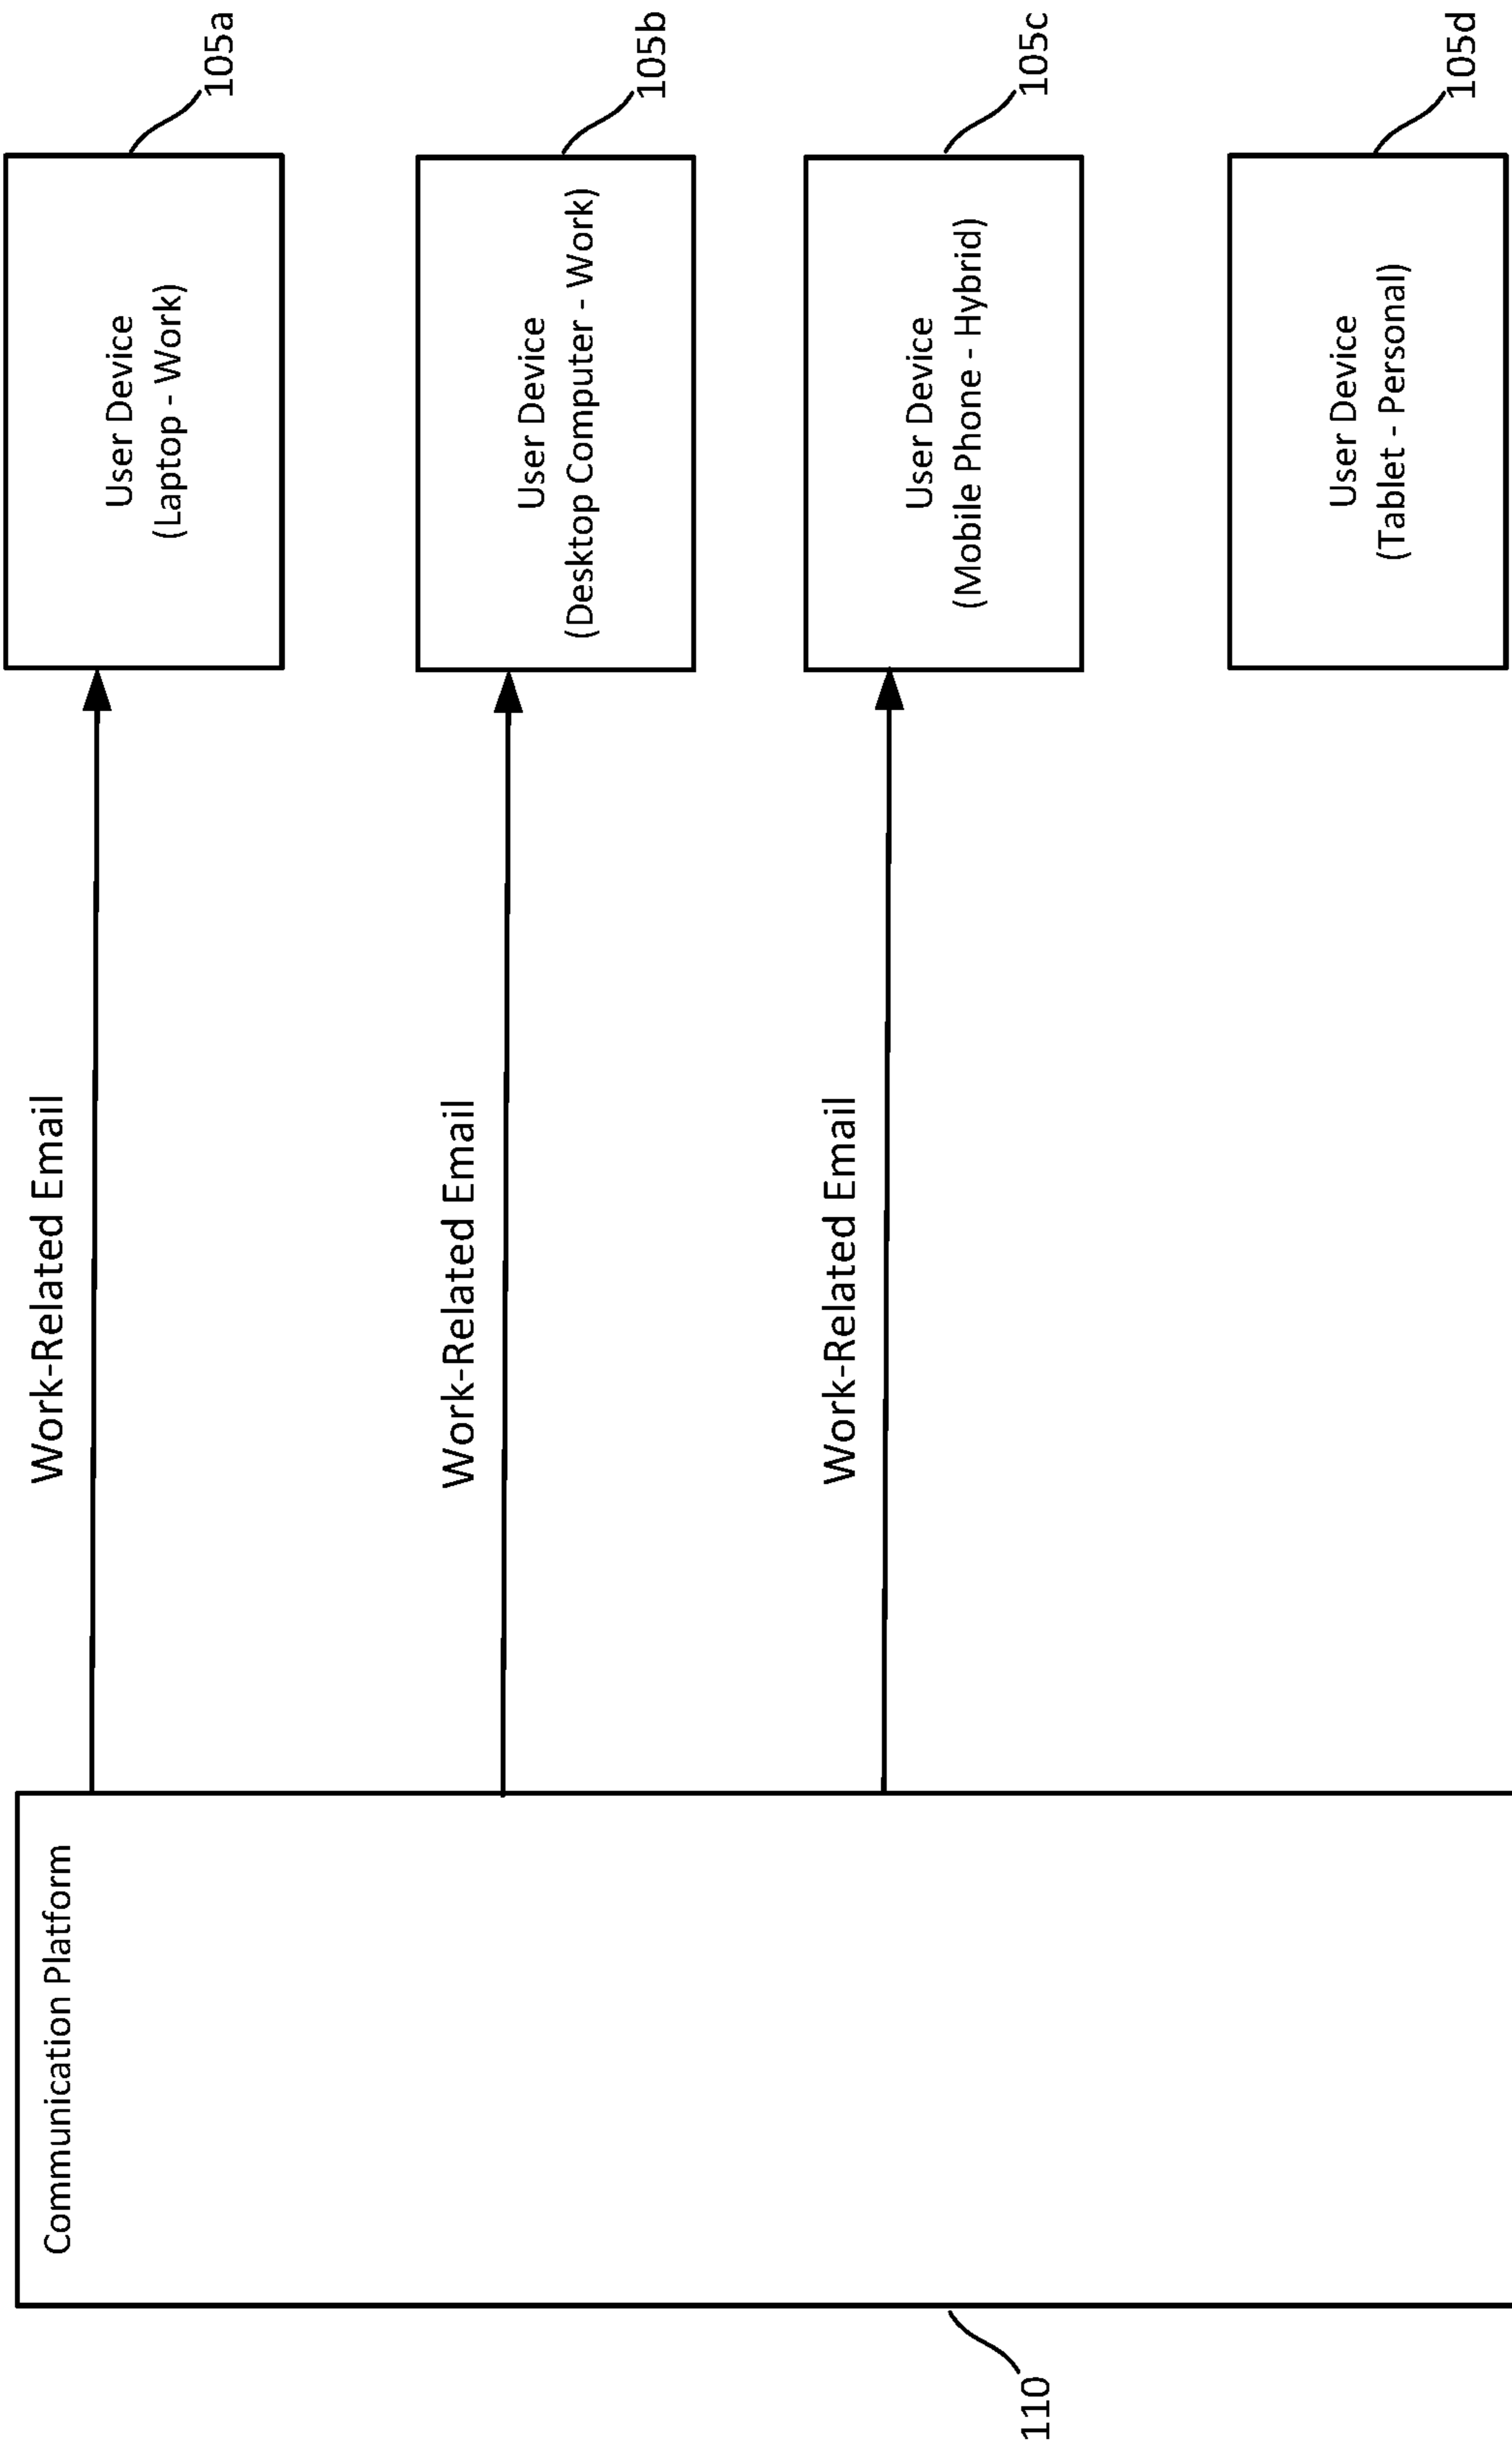 Communication Platform
110
Work-Related Email
User Device
(Laptop - Work)
105a
Work-Related Email
User Device
(Desktop Computer - Work)
105b
Work-Related Email
User Device
(Mobile Phone - Hybrid)
105c
User Device
(Tablet - Personal)
105d